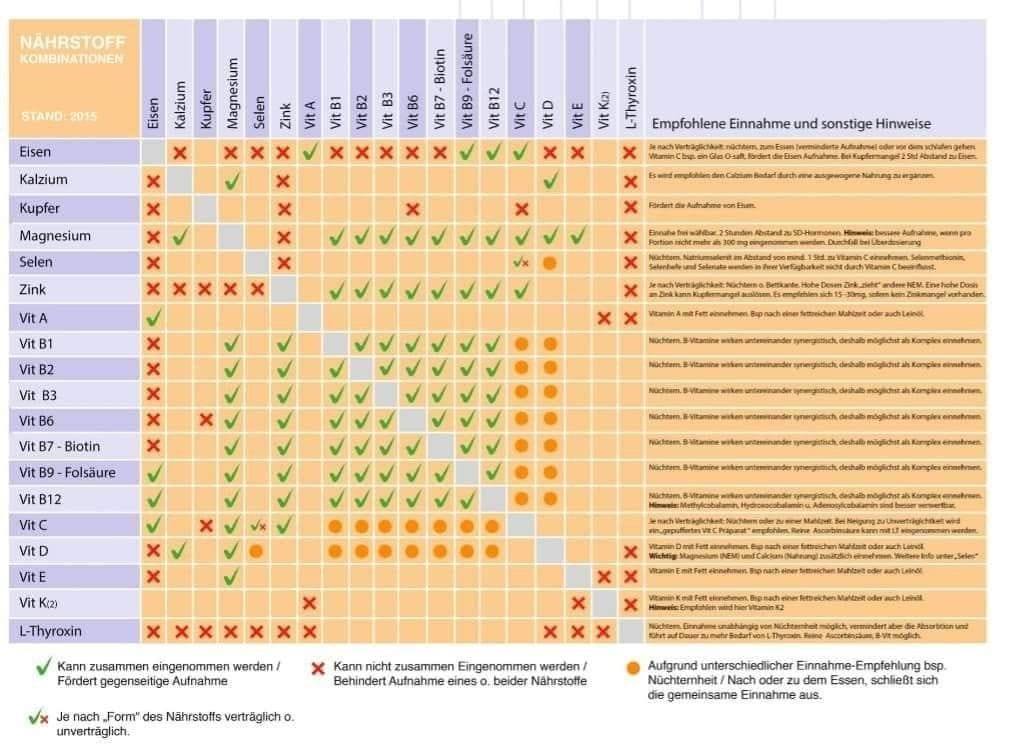 NÄHRSTOFF
KOMBINATIONEN
STAND: 2015
Eisen
Kalzium
Kupfer
Magnesium
Selen
Zink
Vit A
Vit B1
Vit B2
Vit B3
Vit B6
Vit B7 - Biotin
Vit B9 - Folsäure
Vit B12
Vit C
Vit D
Vit E
Vit K(2)
L-Thyroxin
Empfohlene Einnahme und sonstige Hinweise
Eisen
Je nach Verträglichkeit: nüchtern, zum Essen (verminderte Aufnahme) oder vor dem schlafen gehen.
Vitamin C bsp. ein Glas O-saft, fördert die Eisen Aufnahme. Bei Kupfermangel 2 Std Abstand zu Eisen.
Kalzium
Es wird empfohlen den Calzium Bedarf durch eine ausgewogene Nahrung zu ergänzen.
Kupfer
Fördert die Aufnahme von Eisen.
Magnesium
Einnahe frei wählbar. 2 Stunden Abstand zu SD-Hormonen. Hinweis: bessere Aufnahme, wenn pro
Portion nicht mehr als 300 mg eingenommen werden. Durchfall bei Überdosierung
Selen
Nüchtern. Natriumselenit im Abstand von mind. 1 Std. zu Vitamin C einnehmen. Selenmethionin,
Selenhefe und Selenate werden in ihrer Verfügbarkeit nicht durch Vitamin C beeinflusst.
Zink
Je nach Verträglichkeit: Nüchtern o. Bettkante. Hohe Dosen Zink „zieht" andere NEM. Eine hohe Dosis
an Zink kann Kupfermangel auslösen. Es empfehlen sich 15-30mg, sofern kein Zinkmangel vorhanden.
Vit A
Vitamin A mit Fett einnehmen. Bsp nach einer fettreichen Mahlzeit oder auch Leinöl.
Vit B1
Nüchtern. B-Vitamine wirken untereinander synergistisch, deshalb möglichst als Komplex einnehmen.
Vit B2
Nüchtern. B-Vitamine wirken untereinander synergistisch, deshalb möglichst als Komplex einnehmen.
Vit B3
Nüchtern. B-Vitamine wirken untereinander synergistisch, deshalb möglichst als Komplex einnehmen.
Vit B6
Nüchtern. B-Vitamine wirken untereinander synergistisch, deshalb möglichst als Komplex einnehmen.
Vit B7 - Biotin
Nüchtern. B-Vitamine wirken untereinander synergistisch, deshalb möglichst als Komplex einnehmen.
Vit B9 - Folsäure
Nüchtern. B-Vitamine wirken untereinander synergistisch, deshalb möglichst als Komplex einnehmen.
Vit B12
Nüchtern. B-Vitamine wirken untereinander synergistisch, deshalb möglichst als Komplex einnehmen.
Hinweis: Methylcobalamin, Hydroxocobalamin u. Adenosylcobalamin sind besser verwertbar.
Vit C
Je nach Verträglichkeit: Nüchtern oder zu einer Mahlzeit. Bei Neigung zu Unverträglichtkeit wird
ein „gepuffertes Vit C Präparat" empfohlen. Reine Ascorbinsäure kann mit LT eingenommen werden.
Vit D
Vitamin D mit Fett einnehmen. Bsp nach einer fettreichen Mahlzeit oder auch Leinöl.
Wichtig: Magnesium (NEM) und Calcium (Nahrung) zusätzlich einnehmen. Weitere Info unter „Selen"
Vit E
Vitamin E mit Fett einnehmen. Bsp nach einer fettreichen Mahlzeit oder auch Leinöl.
Vit K(2)
Vitamin K mit Fett einnehmen. Bsp nach einer fettreichen Mahlzeit oder auch Leinöl.
Hinweis: Empfohlen wird hier Vitamin K2
L-Thyroxin
Nüchtern. Einnahme unabhängig von Nüchternheit möglich, vermindert aber die Absorbtion und
führt auf Dauer zu mehr Bedarf von L-Thyroxin. Reine Ascorbinsäure, B-Vit möglich.
Kann zusammen eingenommen werden /
Fördert gegenseitige Aufnahme
Kann nicht zusammen Eingenommen werden /
Behindert Aufnahme eines o. beider Nährstoffe
Aufgrund unterschiedlicher Einnahme-Empfehlung bsp.
Nüchternheit / Nach oder zu dem Essen, schließt sich
die gemeinsame Einnahme aus.
Je nach „Form" des Nährstoffs verträglich o.
unverträglich.